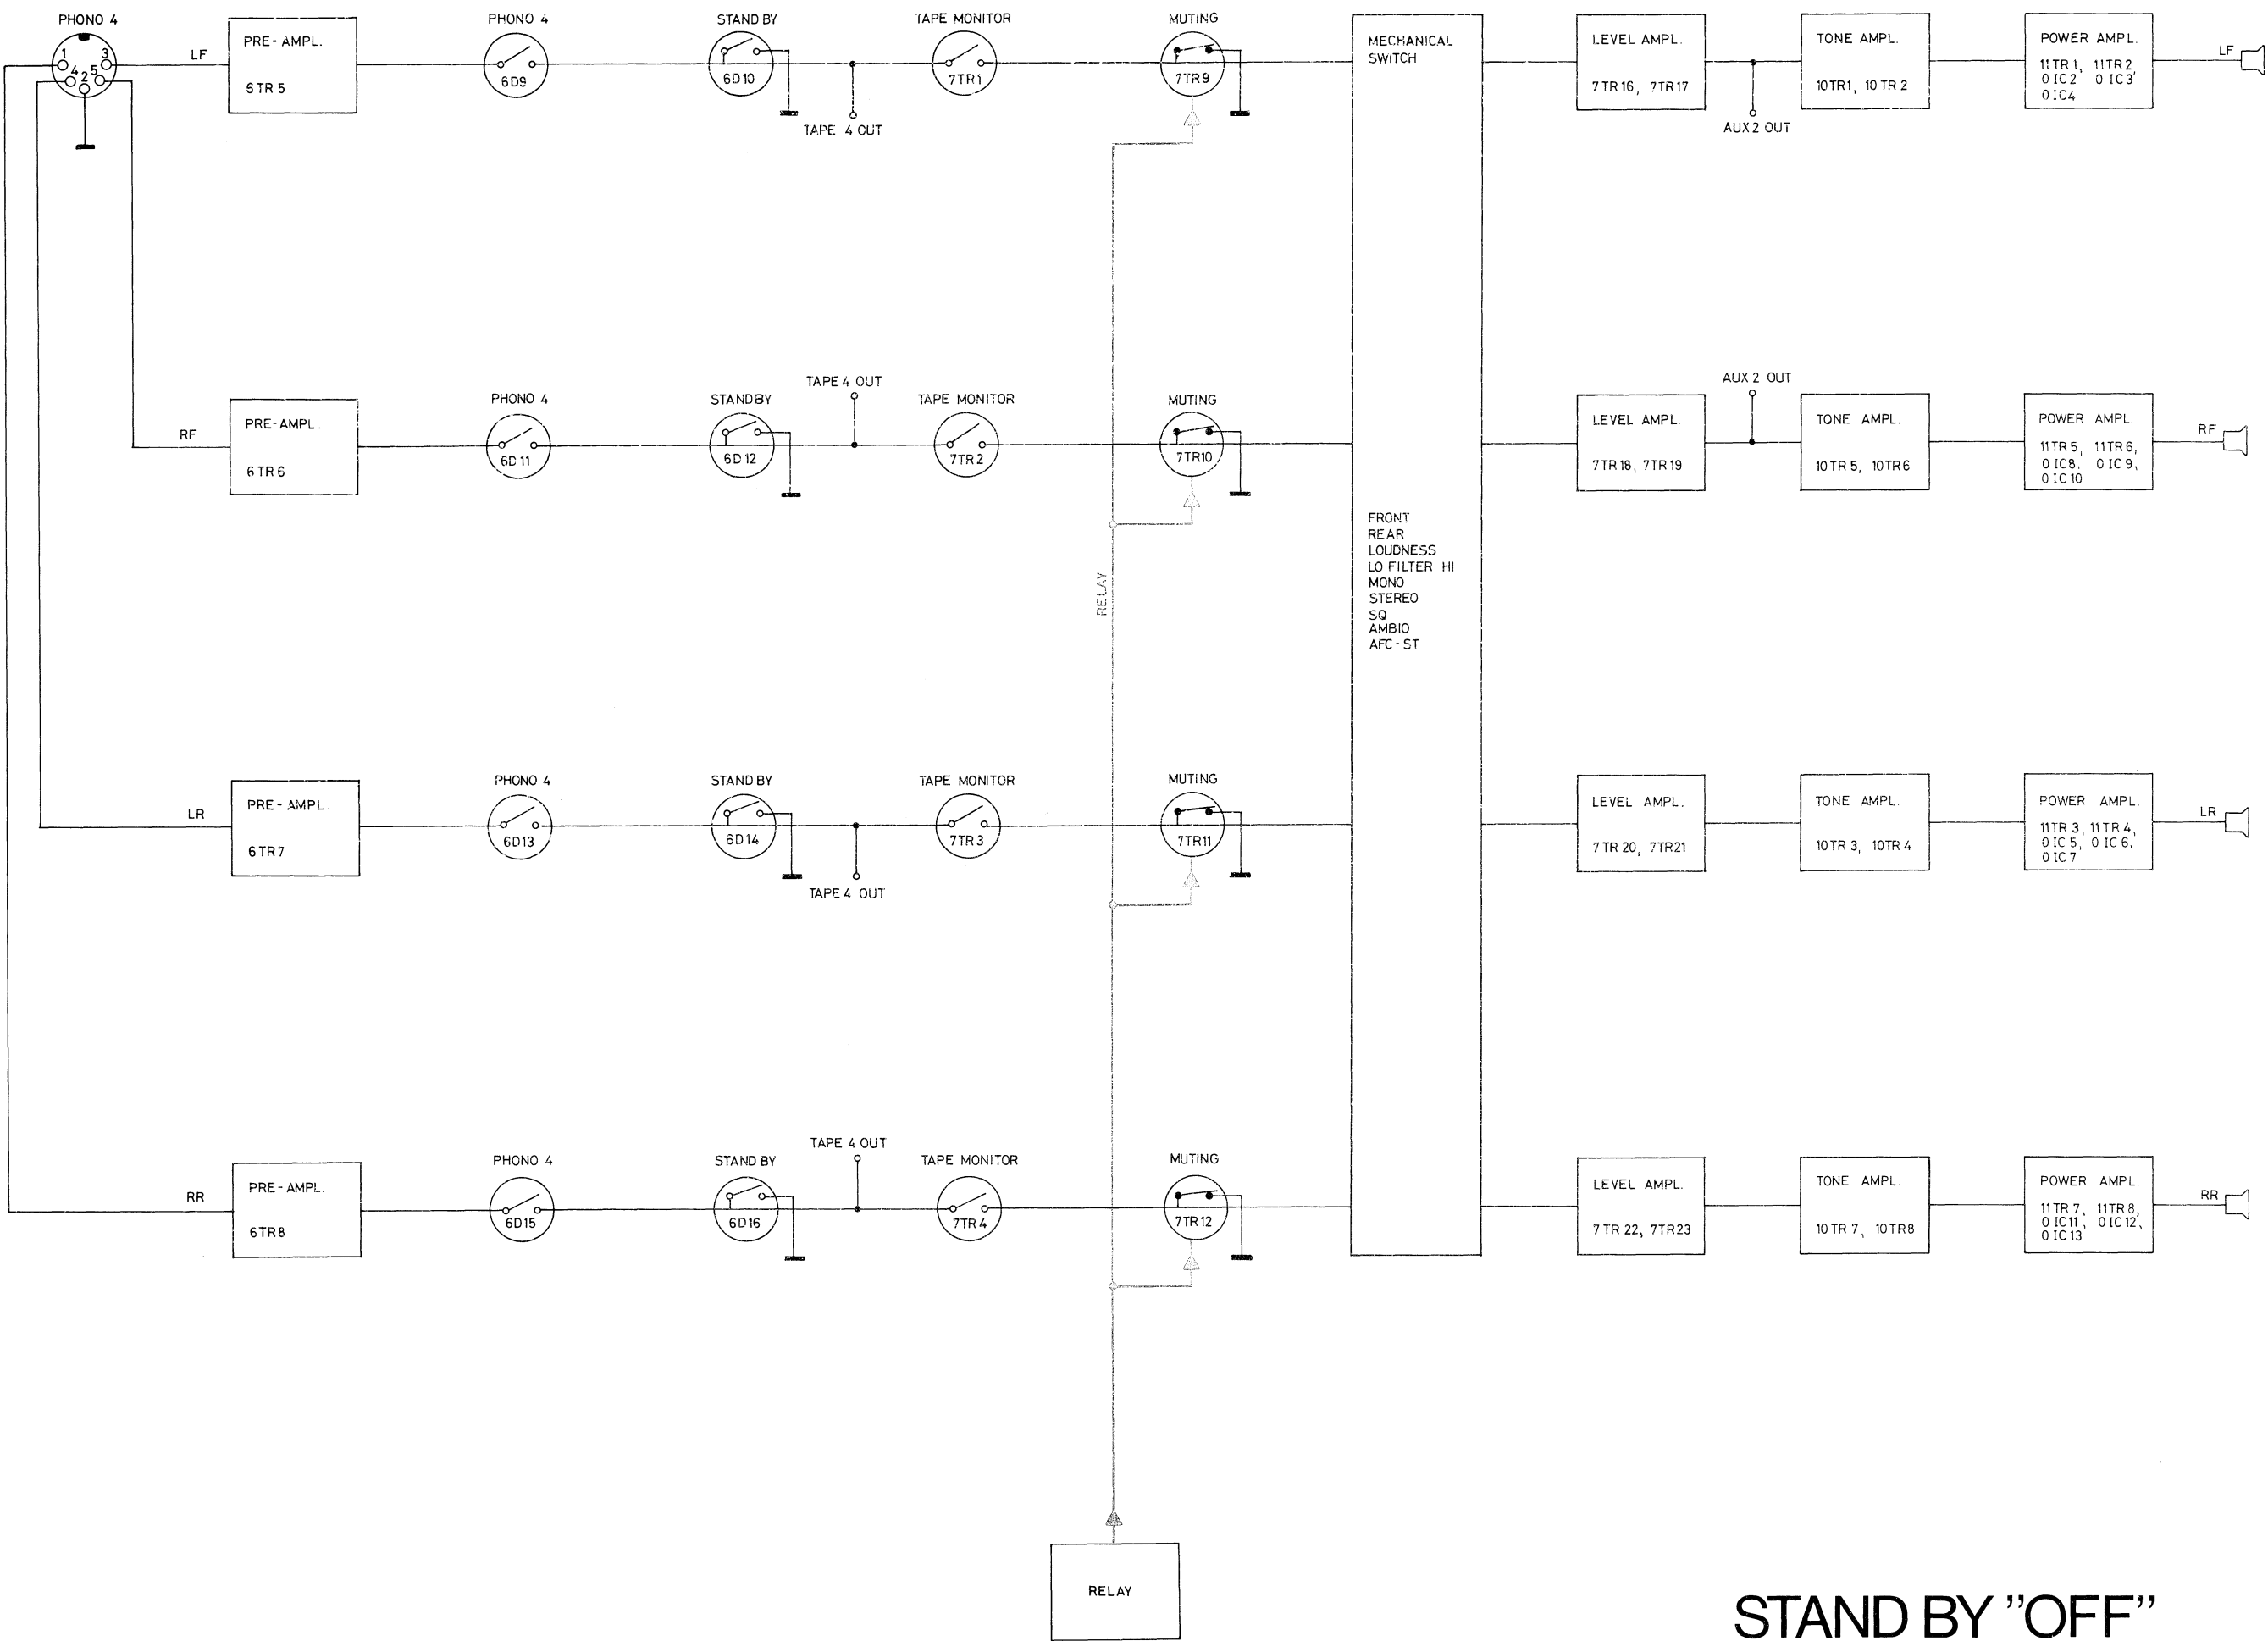 PHONO 4
1
3
4
2
5
LF
PRE-AMPL.
6TR5
PHONO 4
6D9
STAND BY
6D10
TAPE 4 OUT
TAPE MONITOR
7TR1
MUTING
7TR9
MECHANICAL
SWITCH
LEVEL AMPL.
7TR16, 7TR17
AUX 2 OUT
TONE AMPL.
10TR1, 10TR2
POWER AMPL.
11TR1, 11TR2
0IC2 0IC3'
0IC4
LF
RF
PRE-AMPL.
6TR6
PHONO 4
6D11
STAND BY
6D12
TAPE 4 OUT
TAPE MONITOR
7TR2
MUTING
7TR10
LEVEL AMPL.
7TR18, 7TR19
AUX 2 OUT
TONE AMPL.
10TR5, 10TR6
POWER AMPL.
11TR5, 11TR6,
0IC8, 0IC9,
0IC10
RF
FRONT
REAR
LOUDNESS
LO FILTER HI
MONO
STEREO
SQ
AMBIO
AFC-ST
RELAY
LR
PRE-AMPL.
6TR7
PHONO 4
6D13
STAND BY
6D14
TAPE 4 OUT
TAPE MONITOR
7TR3
MUTING
7TR11
LEVEL AMPL.
7TR20, 7TR21
TONE AMPL.
10TR3, 10TR4
POWER AMPL.
11TR3, 11TR4,
0IC5, 0IC6,
0IC7
LR
RR
PRE-AMPL.
6TR8
PHONO 4
6D15
STAND BY
6D16
TAPE 4 OUT
TAPE MONITOR
7TR4
MUTING
7TR12
LEVEL AMPL.
7TR22, 7TR23
TONE AMPL.
10TR7, 10TR8
POWER AMPL.
11TR7, 11TR8,
0IC11, 0IC12,
0IC13
RR
RELAY
STAND BY "OFF"